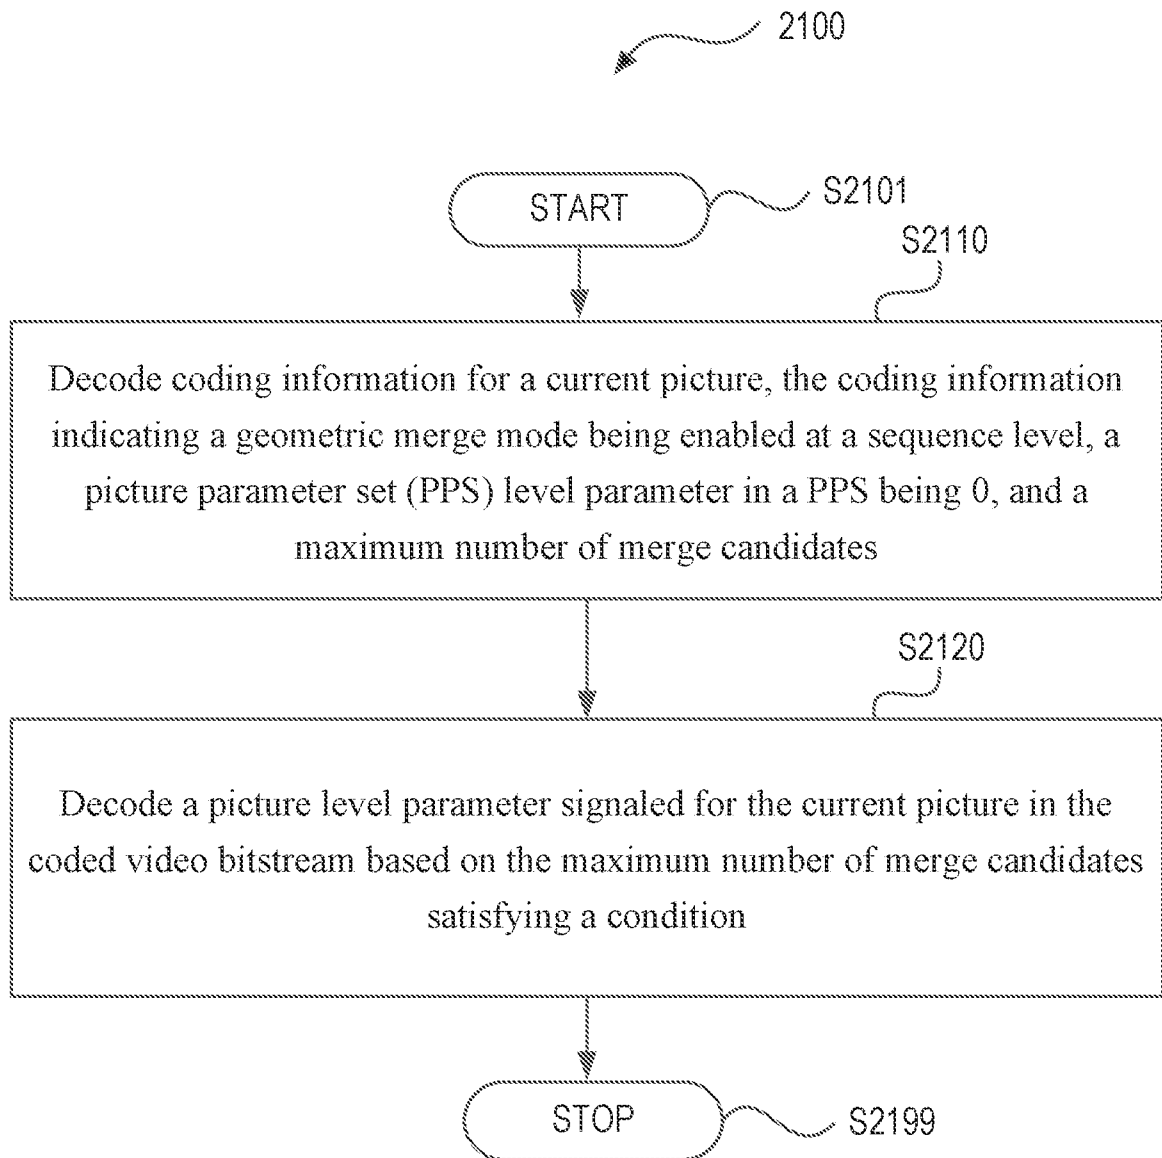 2100
START
S2101
S2110
Decode coding information for a current picture, the coding information
indicating a geometric merge mode being enabled at a sequence level, a
picture parameter set (PPS) level parameter in a PPS being 0, and a
maximum number of merge candidates
S2120
Decode a picture level parameter signaled for the current picture in the
coded video bitstream based on the maximum number of merge candidates
satisfying a condition
STOP
S2199